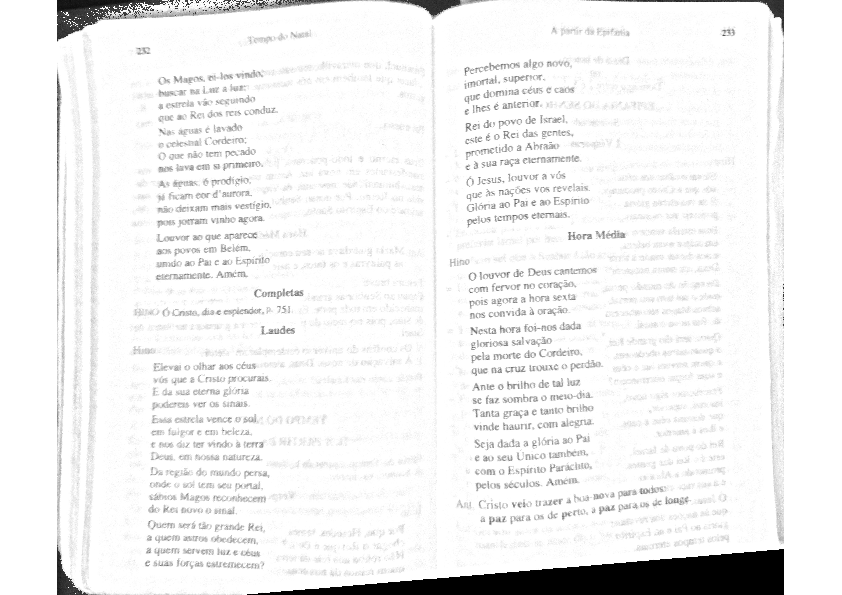 232
Tempo do Natal
Os Magos, ei-los vindo,
buscar na Luz a luz:
a estrela vão seguindo
que ao Rei dos reis conduz.
Nas águas é lavado
o celestial Cordeiro;
O que não tem pecado
nos lava em si primeiro.
As águas, ó prodígio,
já ficam cor d'aurora,
não deixam mais vestígio,
pois jorram vinho agora.
Louvor ao que aparece
aos povos em Belém,
unido ao Pai e ao Espírito
eternamente. Amém.
Completas
HINO Ó Cristo, dia e esplendor, p. 751.
Laudes
Hino
Elevai o olhar aos céus
vós que a Cristo procurais.
E da sua eterna glória
podereis ver os sinais.
Essa estrela vence o sol
em fulgor e em beleza,
e nos diz ter vindo à terra
Deus, em nossa natureza.
Da região do mundo persa,
onde o sol tem seu portal,
sábios Magos reconhecem
do Rei novo o sinal.
Quem será tão grande Rei,
a quem astros obedecem,
a quem servem luz e céus
e suas forças estremecem?
A partir da Epifania
233
Percebemos algo novo,
imortal, superior,
que domina céus e caos
e lhes é anterior.
Rei do povo de Israel,
este é o Rei das gentes,
prometido a Abraão
e à sua raça eternamente.
Ó Jesus, louvor a vós
que às nações vos revelais.
Glória ao Pai e ao Espírito
pelos tempos eternais.
Hora Média
Hino
O louvor de Deus cantemos
com fervor no coração,
pois agora a hora sexta
nos convida à oração.
Nesta hora foi-nos dada
gloriosa salvação
pela morte do Cordeiro,
que na cruz trouxe o perdão.
Ante o brilho de tal luz
se faz sombra o meio-dia.
Tanta graça e tanto brilho
vinde haurir, com alegria.
Seja dada a glória ao Pai
e ao seu Único também,
com o Espírito Paráclito,
pelos séculos. Amém.
Ant. Cristo veio trazer a boa-nova para todos:
a paz para os de perto, a paz para os de longe.